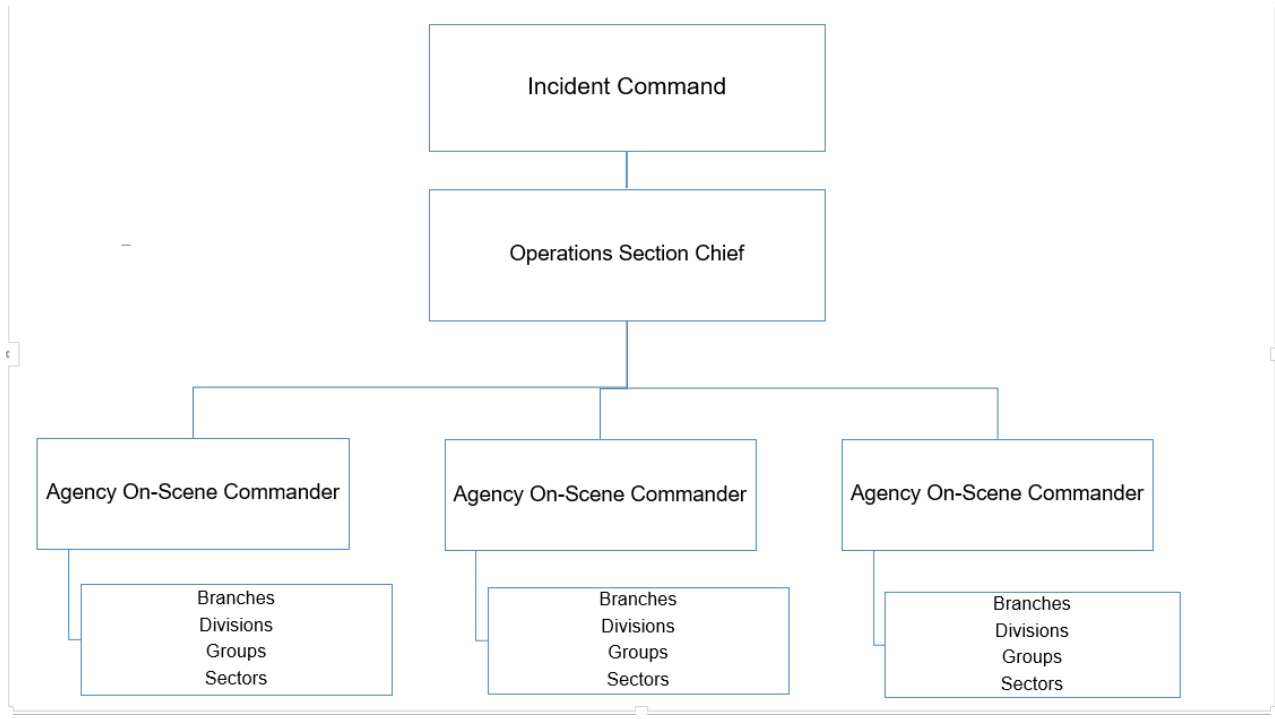 Incident Command
Operations Section Chief
Agency On-Scene Commander
Agency On-Scene Commander
Agency On-Scene Commander
Branches
Divisions
Groups
Sectors
Branches
Divisions
Groups
Sectors
Branches
Divisions
Groups
Sectors